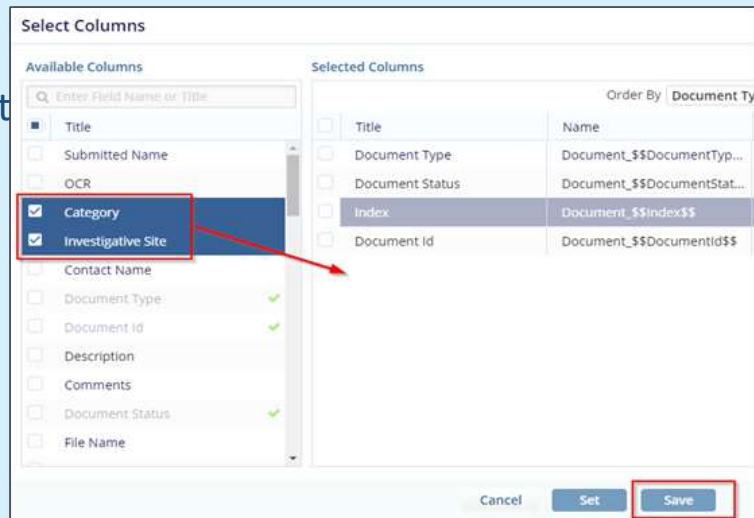 Select Columns
Available Columns
Selected Columns
Enter Field Name or Title
Order By Document Ty
t
Title
Title Name
Submitted Name
Document Type Document_$$DocumentTyp...
OCR
Document Status Document_$$DocumentStat...
Category
Index Document_$$Index$$
Investigative Site
Document Id Document_$$DocumentId$$
Contact Name
Document Type
Document Id
Description
Comments
Document Status
File Name
Cancel Set Save